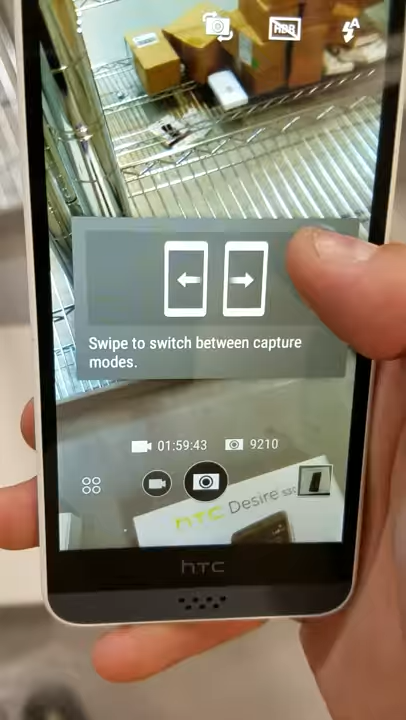 HDR
A
Swipe to switch between capture
modes.
01:59:43 9210
hTC Desire
hTC